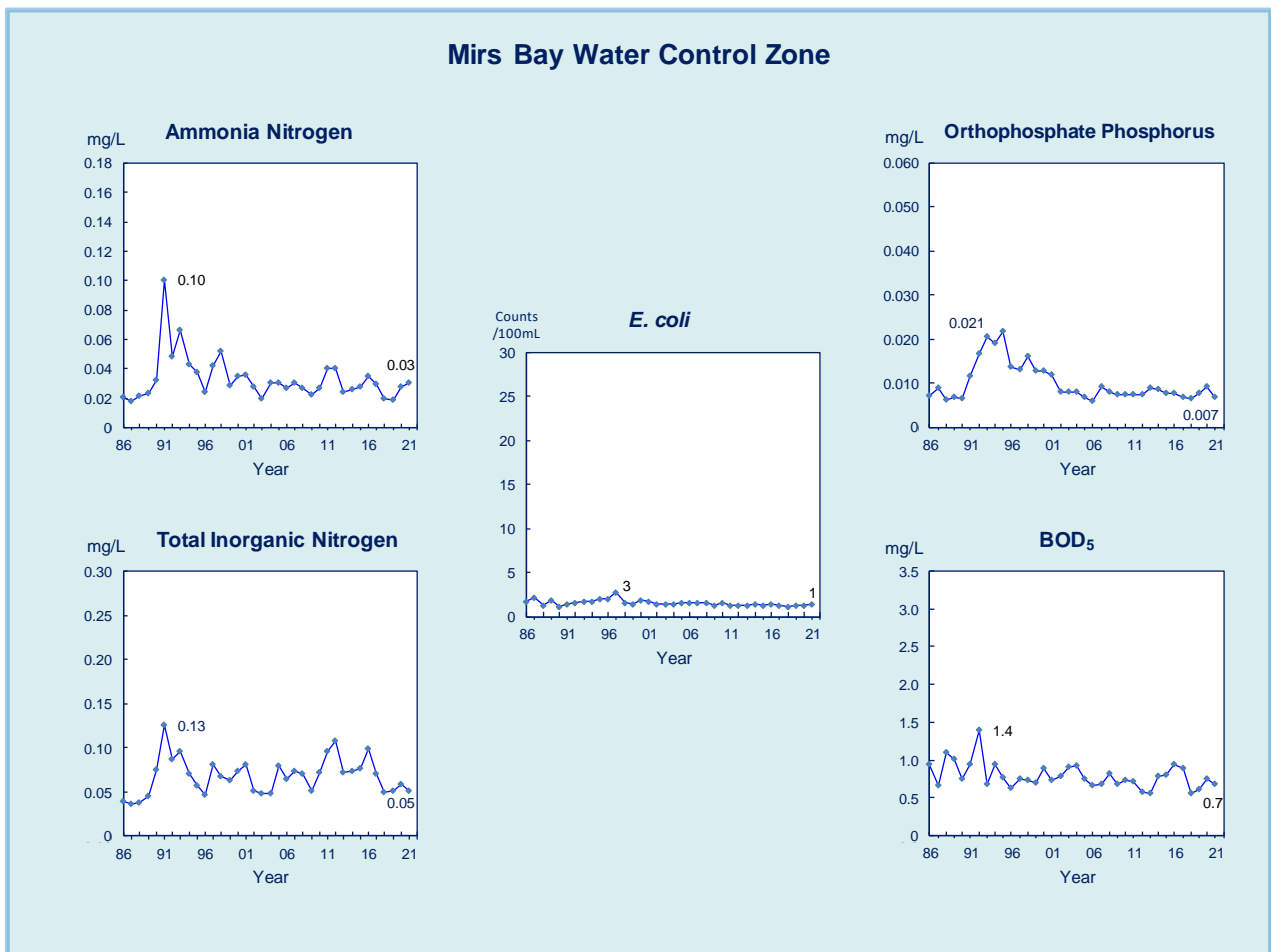 Mirs Bay Water Control Zone
Ammonia Nitrogen
mg/L
0.18
0.16
0.14
0.12
0.10
0.08
0.06
0.04
0.02
0
0.10
0.03
86 91 96 01 06 11 16 21
Year
Orthophosphate Phosphorus
mg/L
0.060
0.050
0.040
0.030
0.020
0.010
0
0.021
0.007
86 91 96 01 06 11 16 21
Year
E. coli
Counts
/100mL
30
25
20
15
10
5
0
3
1
86 91 96 01 06 11 16 21
Year
Total Inorganic Nitrogen
mg/L
0.30
0.25
0.20
0.15
0.10
0.05
0
0.13
0.05
86 91 96 01 06 11 16 21
Year
BOD5
mg/L
3.5
3.0
2.5
2.0
1.5
1.0
0.5
0
1.4
0.7
86 91 96 01 06 11 16 21
Year